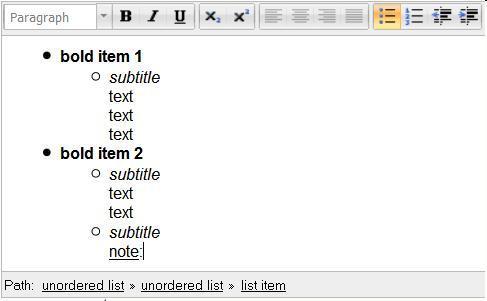 Paragraph B I U X₂ X²
bold item 1
subtitle
text
text
text
bold item 2
subtitle
text
text
subtitle
note:
Path: unordered list » unordered list » list item